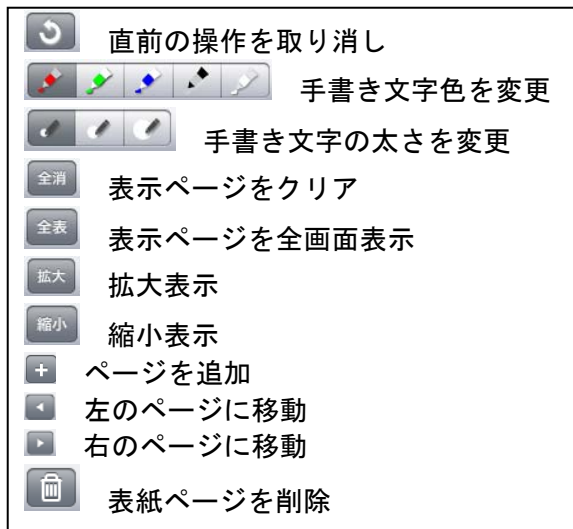 直前の操作を取り消し
手書き文字色を変更
手書き文字の太さを変更
全消 表示ページをクリア
全表 表示ページを全画面表示
拡大 拡大表示
縮小 縮小表示
ページを追加
左のページに移動
右のページに移動
表紙ページを削除